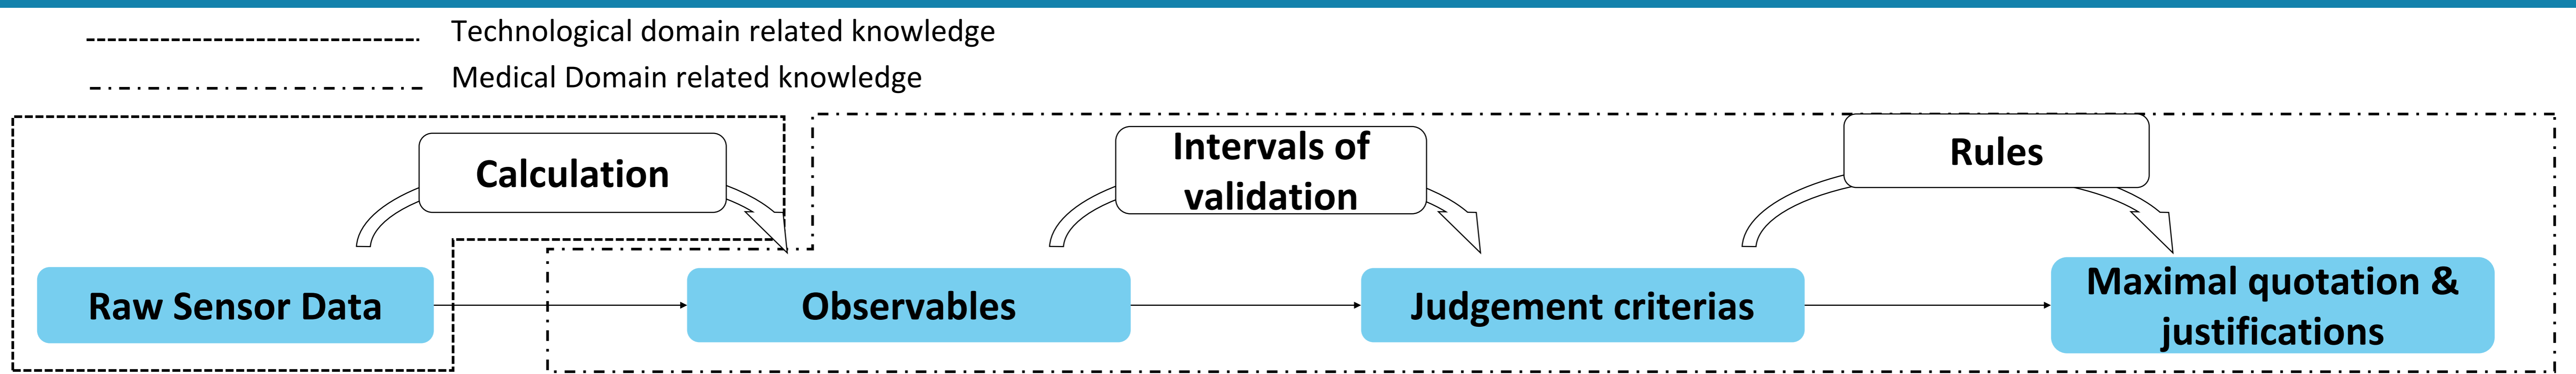 Technological domain related knowledge
Medical Domain related knowledge
Calculation
Intervals of
validation
Rules
Raw Sensor Data
Observables
Judgement criterias
Maximal quotation &
justifications